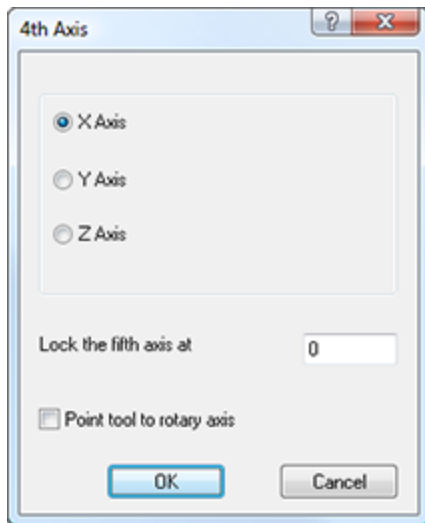 4th Axis
X Axis
Y Axis
Z Axis
Lock the fifth axis at 0
Point tool to rotary axis
OK Cancel